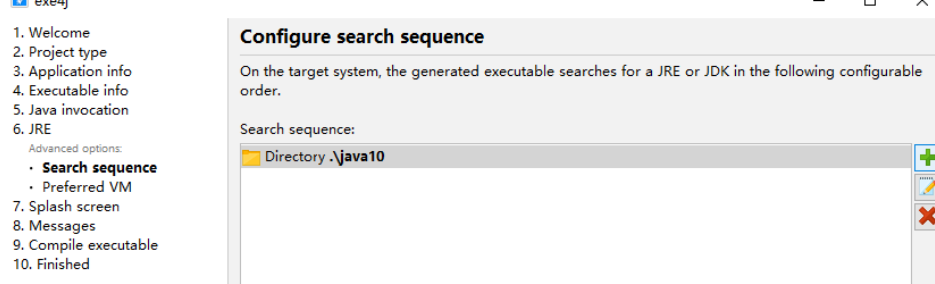 exe4j
1. Welcome
2. Project type
3. Application info
4. Executable info
5. Java invocation
6. JRE
Advanced options:
· Search sequence
· Preferred VM
7. Splash screen
8. Messages
9. Compile executable
10. Finished
Configure search sequence
On the target system, the generated executable searches for a JRE or JDK in the following configurable
order.
Search sequence:
Directory .\java10